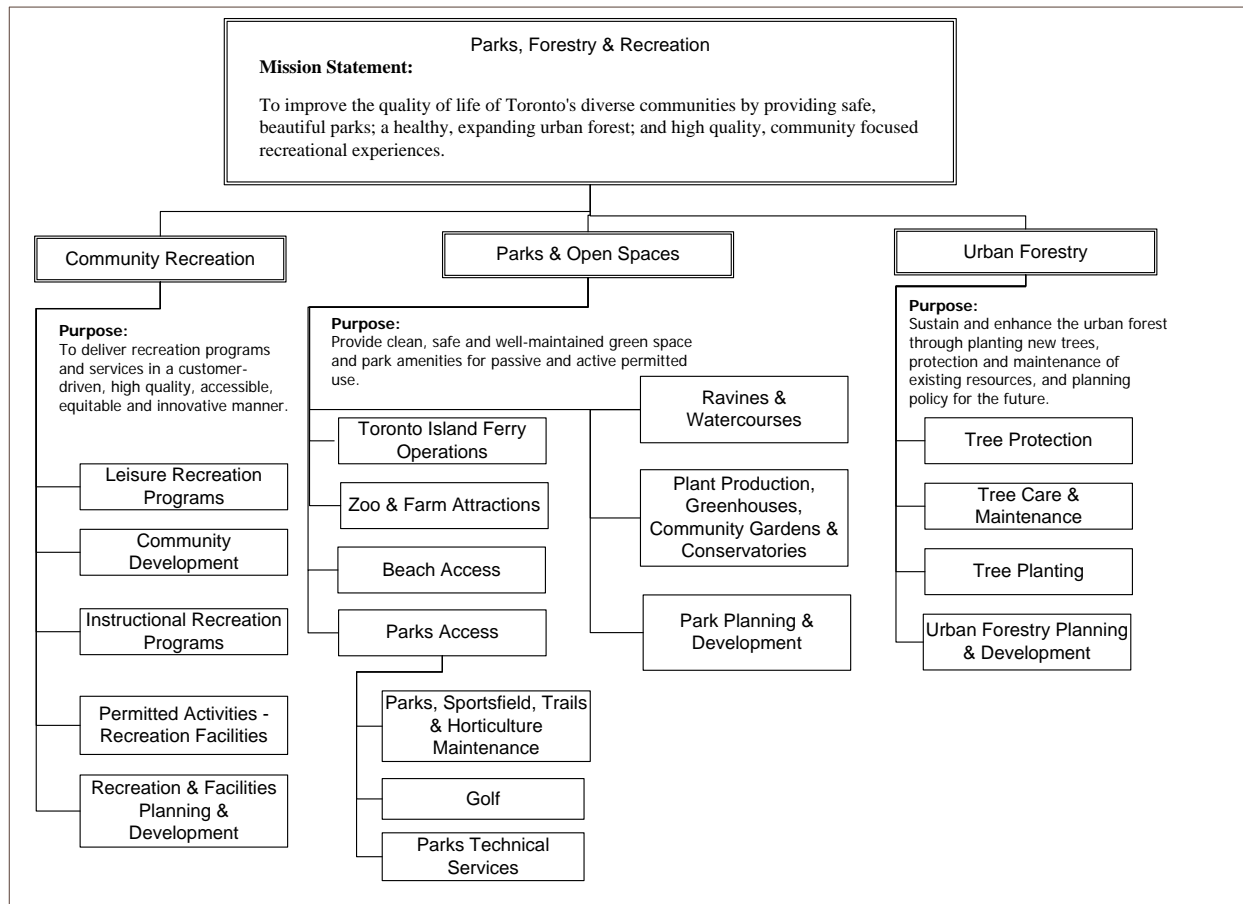 Parks, Forestry & Recreation
Mission Statement:
To improve the quality of life of Toronto's diverse communities by providing safe,
beautiful parks; a healthy, expanding urban forest; and high quality, community focused
recreational experiences.
Community Recreation
Purpose:
To deliver recreation programs
and services in a customer-
driven, high quality, accessible,
equitable and innovative manner.
Leisure Recreation
Programs
Community
Development
Instructional Recreation
Programs
Permitted Activities -
Recreation Facilities
Recreation & Facilities
Planning &
Development
Parks & Open Spaces
Purpose:
Provide clean, safe and well-maintained green space
and park amenities for passive and active permitted
use.
Toronto Island Ferry
Operations
Zoo & Farm Attractions
Beach Access
Parks Access
Parks, Sportsfield, Trails
& Horticulture
Maintenance
Golf
Parks Technical
Services
Ravines &
Watercourses
Plant Production,
Greenhouses,
Community Gardens &
Conservatories
Park Planning &
Development
Urban Forestry
Purpose:
Sustain and enhance the urban forest
through planting new trees,
protection and maintenance of
existing resources, and planning
policy for the future.
Tree Protection
Tree Care &
Maintenance
Tree Planting
Urban Forestry Planning
& Development